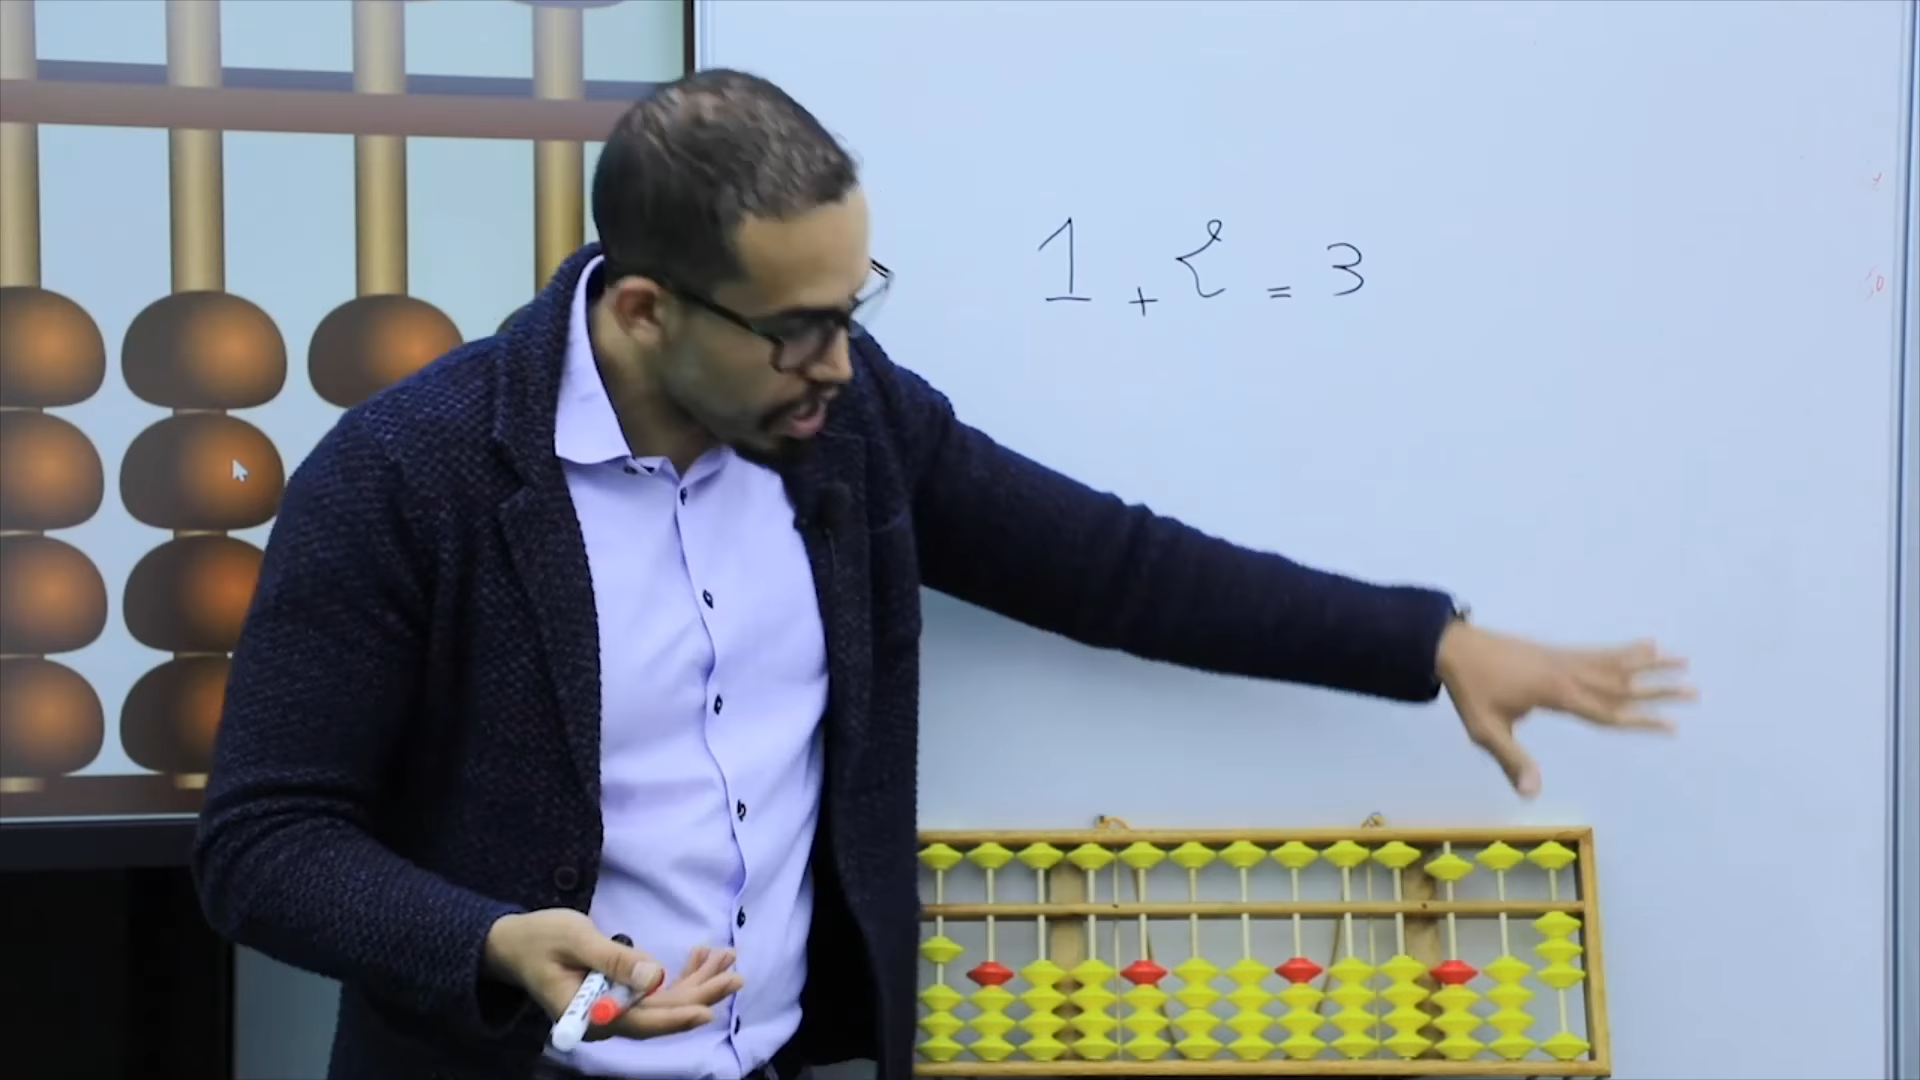 1 + 2 = 3